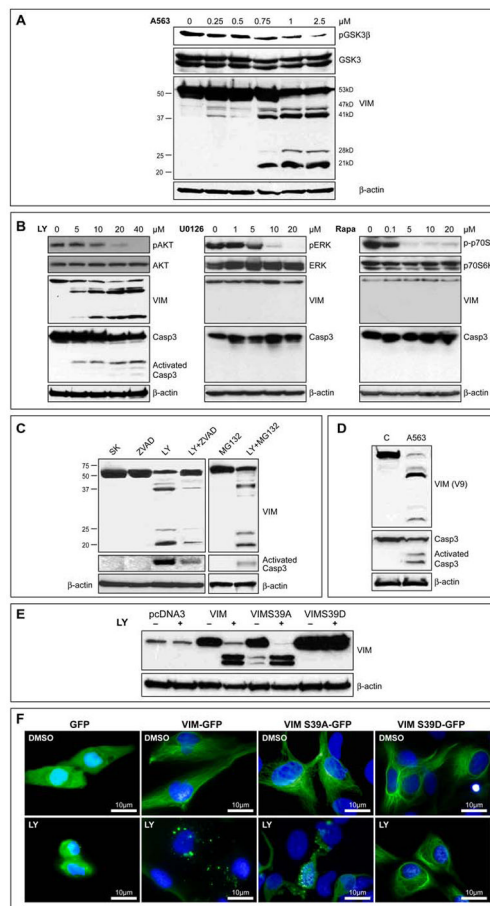 A
A563 0 0.25 0.5 0.75 1 2.5 μM
pGSK3β
GSK3
50
37
25
20
53kD
47kD
41kD
28kD
21kD
VIM
β-actin
B
LY 0 5 10 20 40 μM
pAKT
AKT
VIM
Casp3
Activated
Casp3
β-actin
U0126 0 1 5 10 20 μM
pERK
ERK
VIM
Casp3
β-actin
Rapa 0 0.1 5 10 20 μM
p-p70S
p70S6K
VIM
Casp3
β-actin
C
SK ZVAD LY LY+ZVAD MG132 LY+MG132
75
50
37
25
20
VIM
Activated
Casp3
β-actin
β-actin
D
C A563
VIM (V9)
Casp3
Activated
Casp3
β-actin
E
pcDNA3 VIM VIMS39A VIMS39D
LY – + – + – + – +
VIM
β-actin
F
GFP VIM-GFP VIM S39A-GFP VIM S39D-GFP
DMSO DMSO DMSO DMSO
10μm 10μm 10μm 10μm
LY LY LY LY
10μm 10μm 10μm 10μm